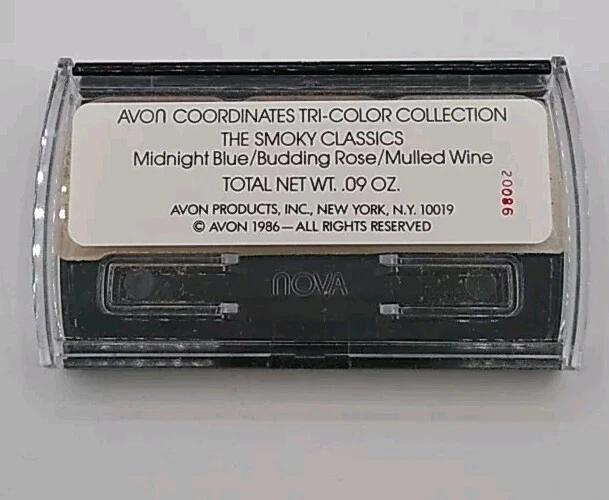 AVON COORDINATES TRI-COLOR COLLECTION
THE SMOKY CLASSICS
Midnight Blue/Budding Rose/Mulled Wine
TOTAL NET WT. .09 OZ.
AVON PRODUCTS, INC., NEW YORK, N.Y. 10019
© AVON 1986—ALL RIGHTS RESERVED
20086
NOVA